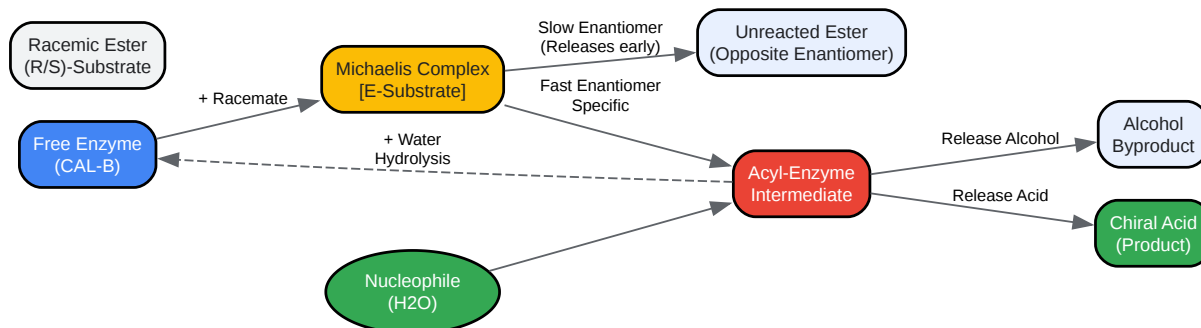 Racemic Ester
(R/S)-Substrate
Free Enzyme
(CAL-B)
+ Racemate
Michaelis Complex
[E-Substrate]
Slow Enantiomer
(Releases early)
Unreacted Ester
(Opposite Enantiomer)
Fast Enantiomer
Specific
+ Water
Hydrolysis
Acyl-Enzyme
Intermediate
Release Alcohol
Alcohol
Byproduct
Release Acid
Chiral Acid
(Product)
Nucleophile
(H2O)